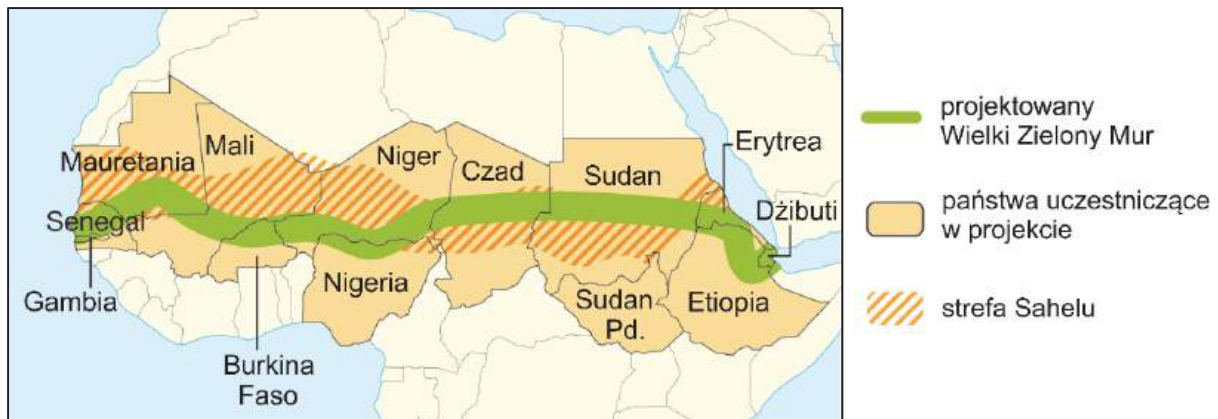 Mauretania
Mali
Niger
Czad
Sudan
Erytrea
Dżibuti
Senegal
Gambia
Burkina
Faso
Nigeria
Sudan
Pd.
Etiopia
projektowany
Wielki Zielony Mur
państwa uczestniczące
w projekcie
strefa Sahelu